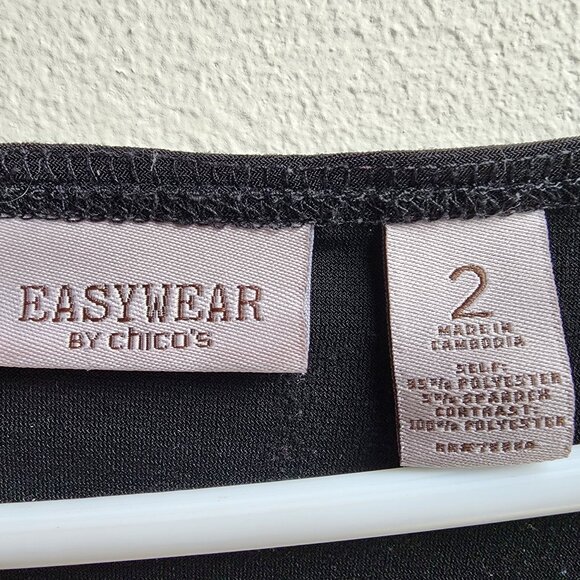 EASYWEAR
BY chico's
2
MADE IN
CAMBODIA
SELF:
95% POLYESTER
5% SPANDEX
CONTRAST:
100% POLYESTER